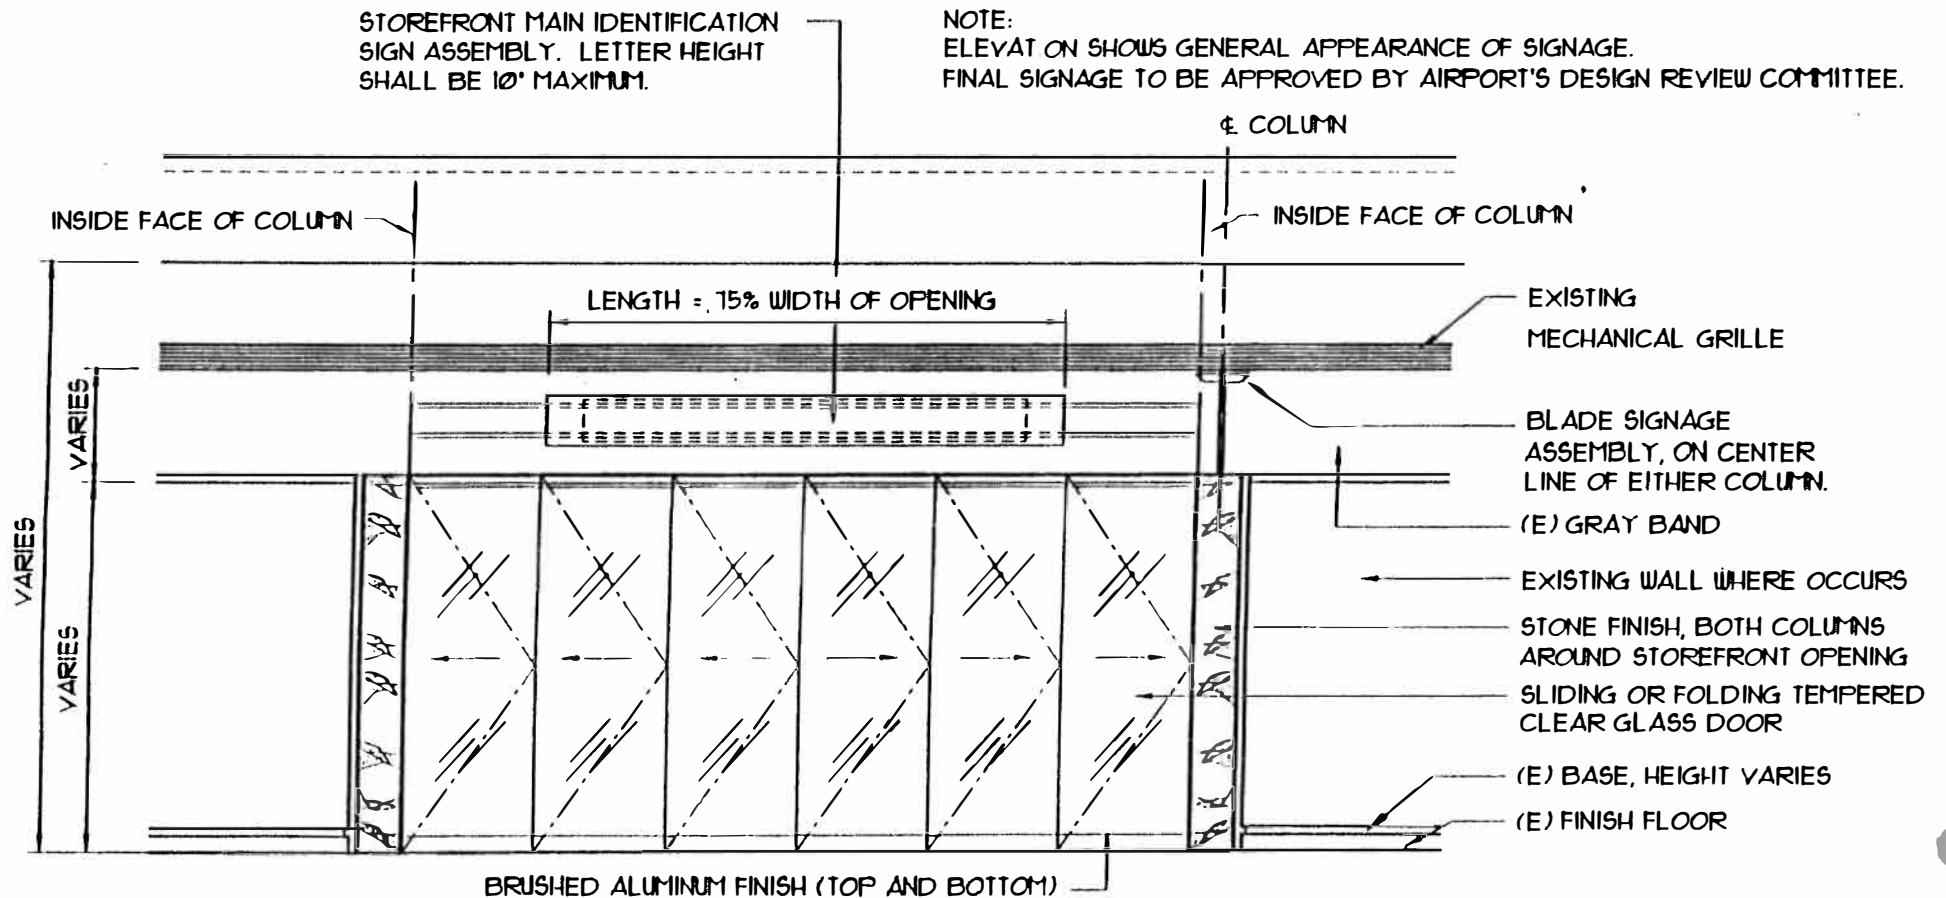 STOREFRONT MAIN IDENTIFICATION
SIGN ASSEMBLY. LETTER HEIGHT
SHALL BE 10" MAXIMUM.
NOTE:
ELEVAT ON SHOWS GENERAL APPEARANCE OF SIGNAGE.
FINAL SIGNAGE TO BE APPROVED BY AIRPORT'S DESIGN REVIEW COMMITTEE.
℄ COLUMN
INSIDE FACE OF COLUMN
INSIDE FACE OF COLUMN
LENGTH = .75% WIDTH OF OPENING
EXISTING
MECHANICAL GRILLE
VARIES
BLADE SIGNAGE
ASSEMBLY, ON CENTER
LINE OF EITHER COLUMN.
(E) GRAY BAND
VARIES
EXISTING WALL WHERE OCCURS
STONE FINISH, BOTH COLUMNS
AROUND STOREFRONT OPENING
VARIES
SLIDING OR FOLDING TEMPERED
CLEAR GLASS DOOR
(E) BASE, HEIGHT VARIES
(E) FINISH FLOOR
BRUSHED ALUMINUM FINISH (TOP AND BOTTOM)